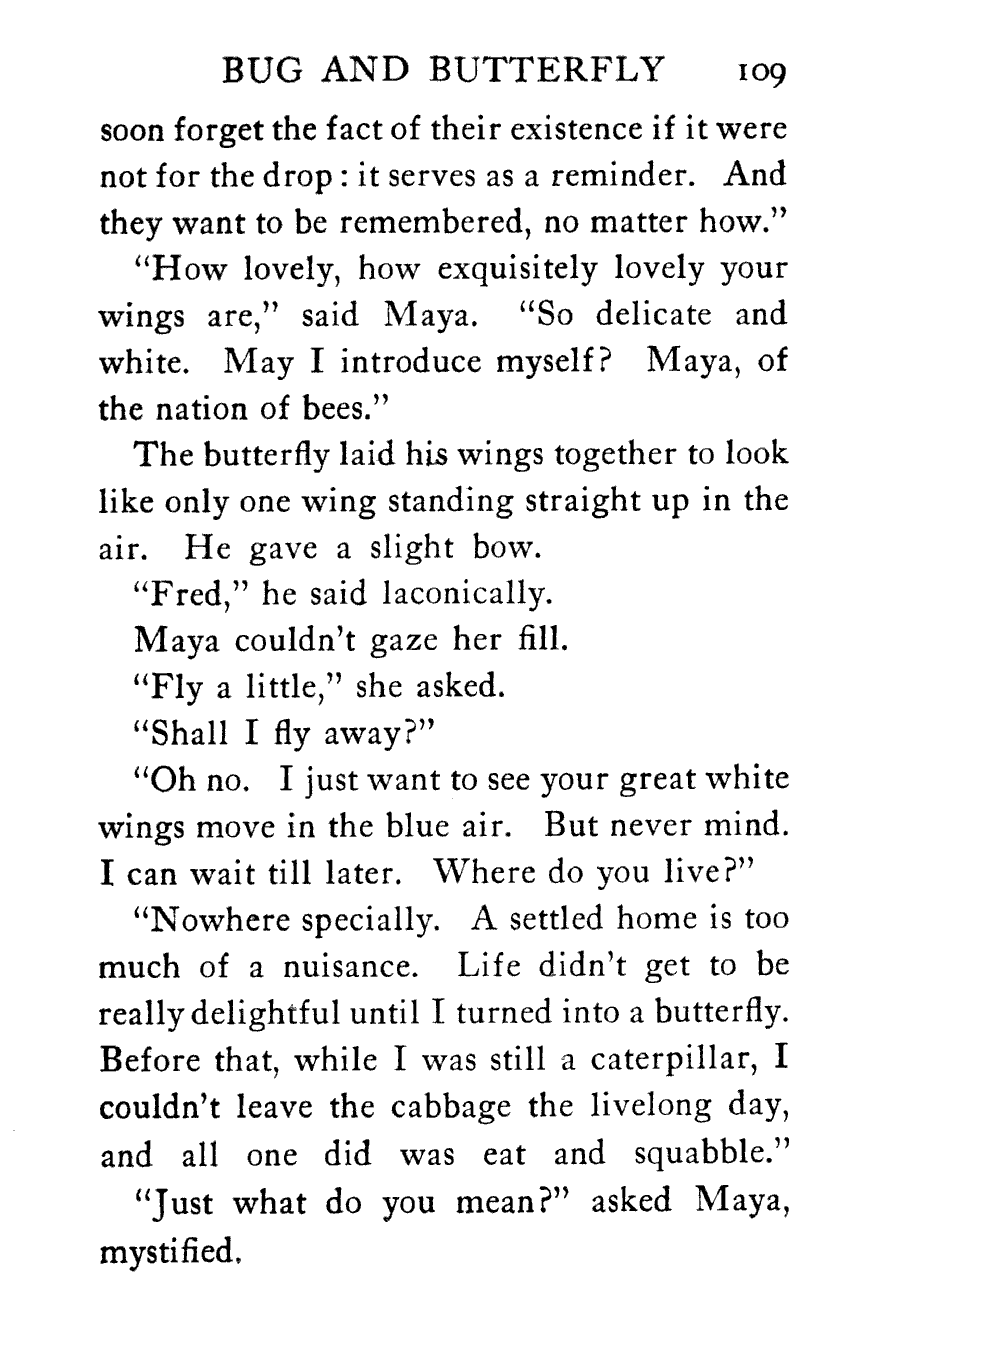 BUG AND BUTTERFLY 109
soon forget the fact of their existence if it were
not for the drop: it serves as a reminder. And
they want to be remembered, no matter how.”
“How lovely, how exquisitely lovely your
wings are,” said Maya. “So delicate and
white. May I introduce myself? Maya, of
the nation of bees.”
The butterfly laid his wings together to look
like only one wing standing straight up in the
air. He gave a slight bow.
“Fred,” he said laconically.
Maya couldn’t gaze her fill.
“Fly a little,” she asked.
“Shall I fly away?”
“Oh no. I just want to see your great white
wings move in the blue air. But never mind.
I can wait till later. Where do you live?”
“Nowhere specially. A settled home is too
much of a nuisance. Life didn’t get to be
really delightful until I turned into a butterfly.
Before that, while I was still a caterpillar, I
couldn’t leave the cabbage the livelong day,
and all one did was eat and squabble.”
“Just what do you mean?” asked Maya,
mystified.